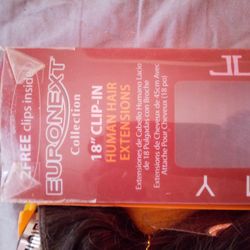 2 FREE clips inside
EURONEXT
Collection
18" CLIP-IN
HUMAN HAIR
EXTENSIONS
Extensiones de Cabello Humano Lacio
de 18 Pulgadas con Broche
Extensions de Cheveux de 45cm Avec
Attache Pour Cheveux (18 po)